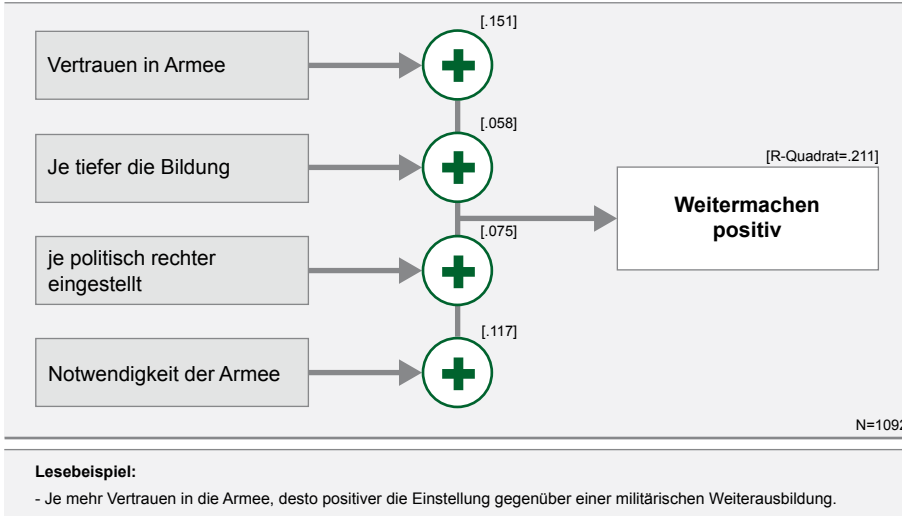 [.151]
Vertrauen in Armee
[.058]
Je tiefer die Bildung
[R-Quadrat=.211]
Weitermachen
positiv
[.075]
je politisch rechter
eingestellt
[.117]
Notwendigkeit der Armee
N=1092
Lesebeispiel:
- Je mehr Vertrauen in die Armee, desto positiver die Einstellung gegenüber einer militärischen Weiterausbildung.